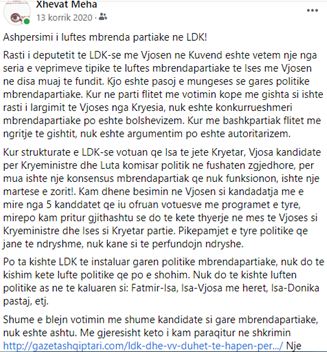 Xhevat Meha
13 korrik 2020
Ashpersimi i luftes mbrenda partiake ne LDK!
Rasti i deputetit te LDK-se me Vjosen ne Kuvend eshte vetem nje nga
seria e veprimeve tipike te luftes mbrendapartiake te Ises me Vjosen
ne disa muaj te fundit. Kjo eshte pasoj e mungeses se gares politike
mbrendapartiake. Kur ne parti flitet me votimin kope me gishta si ishte
rasti i largimit te Vjoses nga Kryesia, nuk eshte konkurrueshmeri
mbrendapartiake po eshte bolshevizem. Kur me bashkpartiak flitet me
ngritje te gishtit, nuk eshte argumentim po eshte autoritarizem.
Kur strukturate e LDK-se votuan qe Isa te jete Kryetar, Vjosa kandidate
per Kryeministre dhe Luta komisar politik ne fushaten zgjedhore, per
mua ishte nje konsensus mbrendapartiak qe nuk funksionon, ishte nje
martese e zorit!. Kam dhene besimin ne Vjosen si kandadatja me e
mire nga 5 kanddatet qe iu ofruan votuesve me programet e tyre,
mirepo kam pritur gjithashtu se do te kete thyerje ne mes te Vjoses si
Kryeministre dhe Ises si Kryetar partie. Pikepamjet e tyre politike qe
jane te ndryshme, nuk kane si te perfundojn ndryshe.
Po ta kishte LDK te instaluar garen politike mbrendapartiake, nuk do te
kishim kete lufte politike qe po e shohim. Nuk do te kishte luften
politike as ne te kaluaren si: Fatmir-Isa, Isa-Vjosa me heret, Isa-Donika
pastaj, etj.
Shume e blejn votimin me shume kandidate si gare mbrendapartiake,
nuk eshte ashtu. Me gjeresisht keto i kam paraqitur ne shkrimin
http://gazetashqiptari.com/ldk-dhe-vv-duhet-te-hapen-per.../ Nje